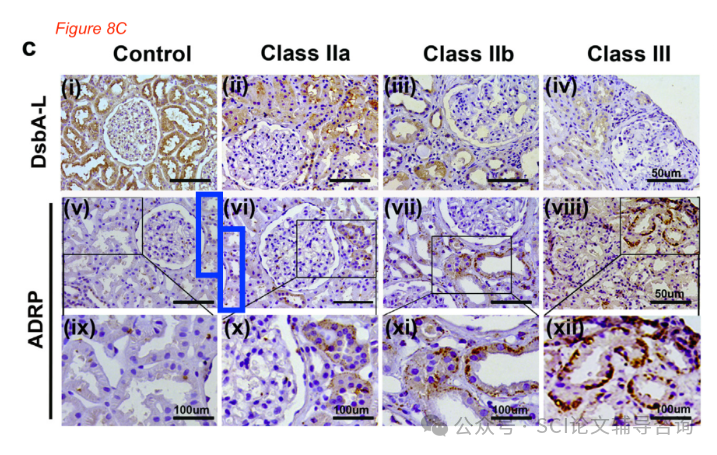 Figure 8C
c
Control Class IIa Class IIb Class III
DsbA-L
(i) (ii) (iii) (iv)
50um
ADRP
(v) (vi) (vii) (viii)
50um
(ix) (x) (xi) (xii)
100um 100um 100um 100um
公众号 · SCI论文辅导咨询